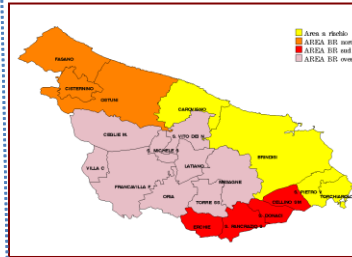 Area a rischio
AREA BR nor
AREA BR sud
AREA BR ove
FASANO
CISTERNINO
OSTUNI
CAROVIGNO
CEGLIE M.
S. VITO DEI N.
S. MICHELE S.
BRINDISI
LATIANO
VILLA C.
MESAGNE
FRANCAVILLA F.
ORIA
TORRE SS.
S. PIETRO V.
CELLINO SM.
TORCHIAROLO
S. DONACI
ERCHIE
S. PANCRAZIO S.